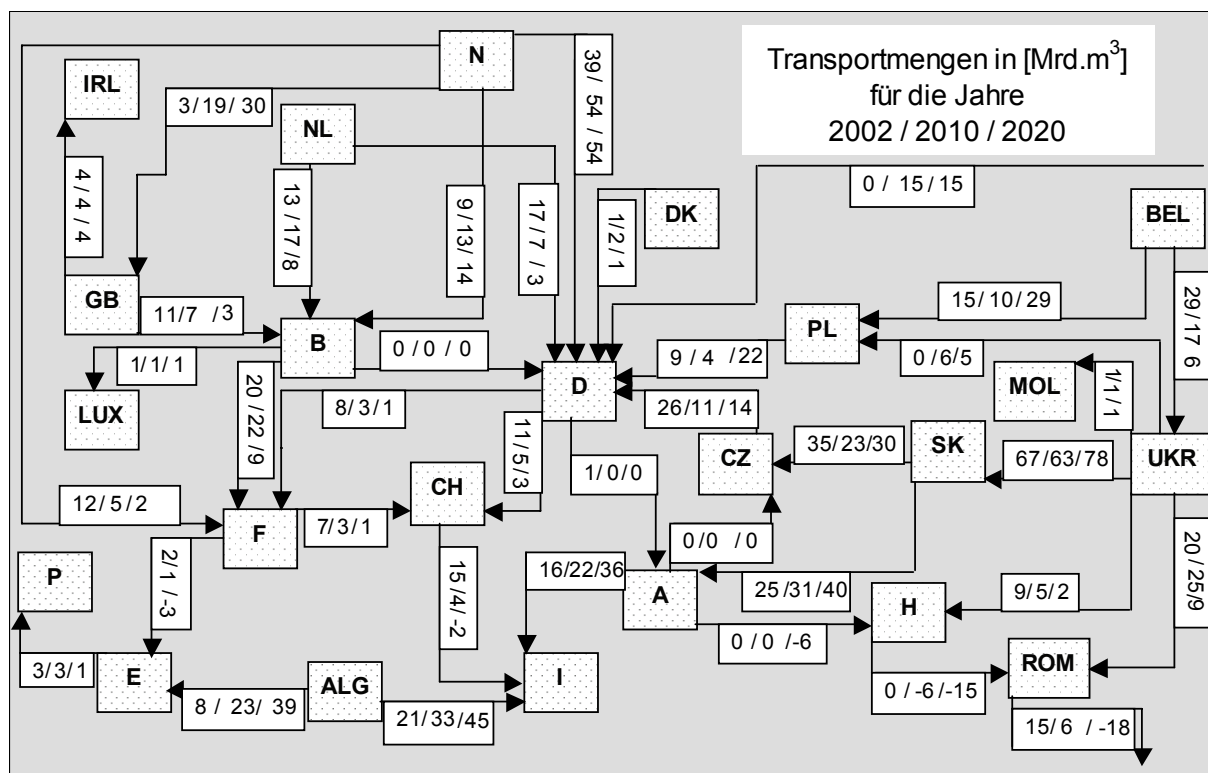 N
Transportmengen in [Mrd.m³]
für die Jahre
2002 / 2010 / 2020
IRL
39/ 54 / 54
3/19/ 30
NL
0 / 15/ 15
4/ 4/ 4
13 /17 /8
9 /13/ 14
17/ 7 / 3
1/2/ 1
DK
BEL
GB
11/7 /3
B
15/ 10/ 29
29 /17 6
PL
0 / 0 / 0
9 / 4 /22
0/6/5
1/ 1/ 1
LUX
20 /22 / 9
8/ 3/ 1
D
26/11 / 14
MOL
1/1/ 1
11/ 5 /3
CZ
35/ 23/ 30
SK
67/63/ 78
UKR
12/ 5 / 2
F
7/ 3/ 1
CH
1/0/0
0 /0 / 0
20 / 25/9
P
2/ 1 / -3
15 / 4/ -2
16/22/36
A
25 /31/ 40
H
9/5/ 2
0 / 0 / -6
3/3/ 1
E
8 / 23/ 39
ALG
21/ 33/ 45
I
ROM
0/ -6/ -15
15/ 6 / -18